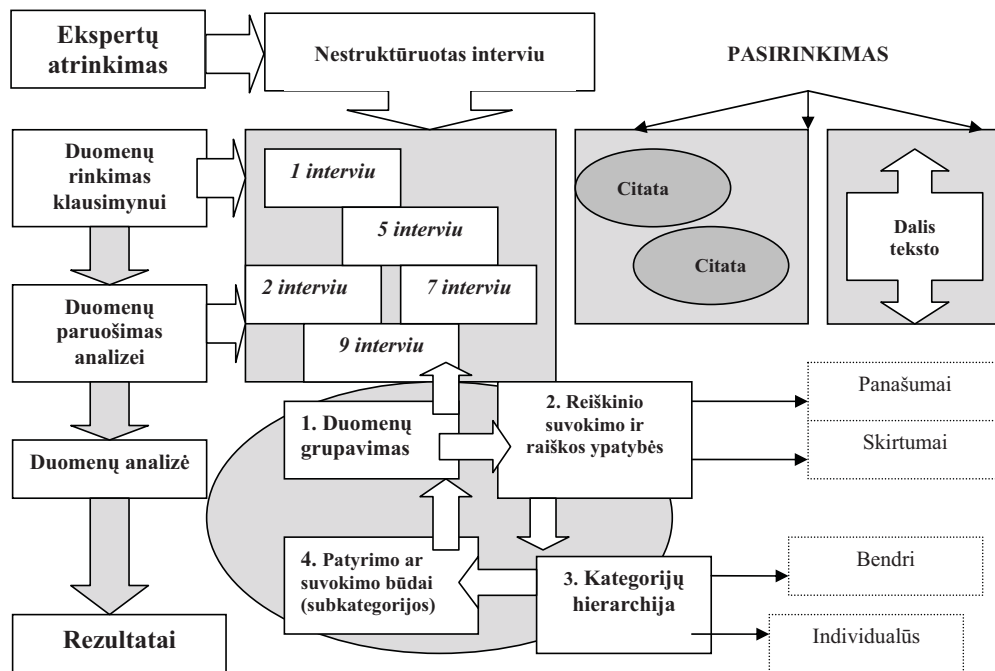 Ekspertų
atrinkimas
Nestruktūruotas interviu
PASIRINKIMAS
Duomenų
rinkimas
klausimynui
1 interviu
5 interviu
2 interviu
7 interviu
9 interviu
Citata
Citata
Dalis
teksto
Duomenų
paruošimas
analizei
Duomenų analizė
Rezultatai
1. Duomenų
grupavimas
2. Reiškinio
suvokimo ir
raiškos ypatybės
Panašumai
Skirtumai
4. Patyrimo ar
suvokimo būdai
(subkategorijos)
3. Kategorijų
hierarchija
Bendri
Individualūs